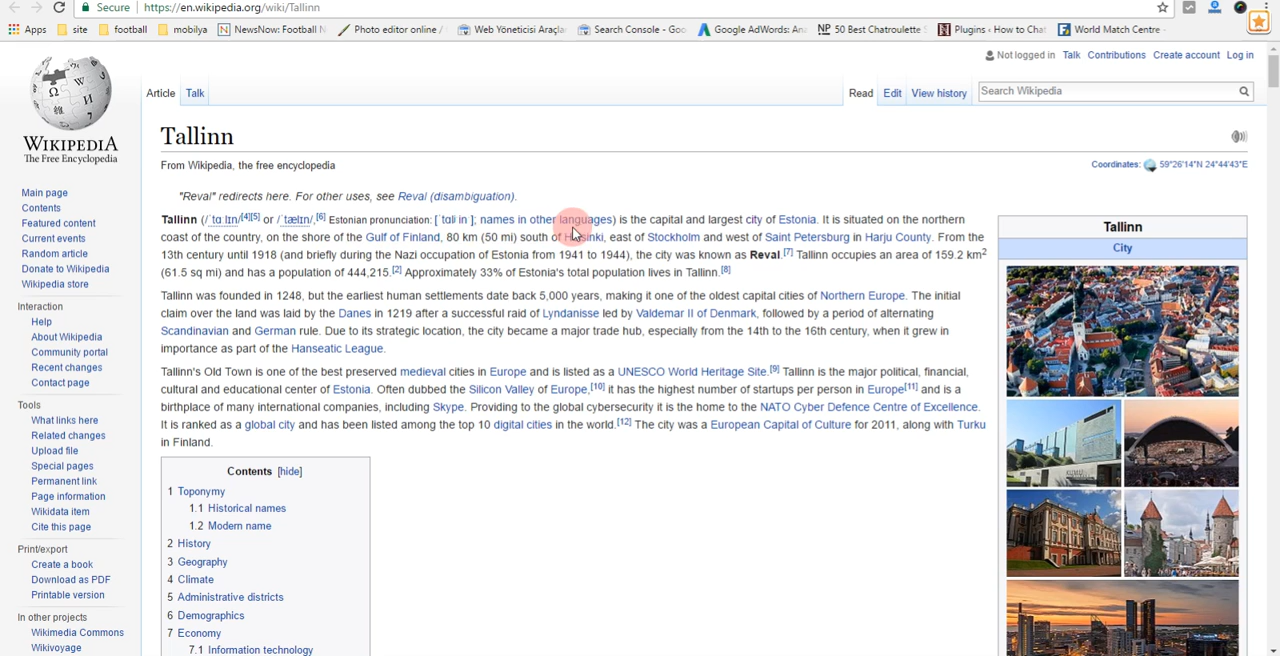 Secure https://en.wikipedia.org/wiki/Tallinn
Apps site football mobilya NewsNow: Football N Photo editor online / Web Yöneticisi Araçla Search Console - Goo Google AdWords: Ana 50 Best Chatroulette Plugins ‹ How to Chat World Match Centre -
Not logged in Talk Contributions Create account Log in
Article Talk Read Edit View history Search Wikipedia
WIKIPEDIA
The Free Encyclopedia
Main page
Contents
Featured content
Current events
Random article
Donate to Wikipedia
Wikipedia store
Interaction
Help
About Wikipedia
Community portal
Recent changes
Contact page
Tools
What links here
Related changes
Upload file
Special pages
Permanent link
Page information
Wikidata item
Cite this page
Print/export
Create a book
Download as PDF
Printable version
In other projects
Wikimedia Commons
Wikivoyage
Tallinn
From Wikipedia, the free encyclopedia
Coordinates: 59°26′14″N 24°44′43″E
"Reval" redirects here. For other uses, see Reval (disambiguation).
Tallinn [4][5] or [6] Estonian pronunciation: names in other languages) is the capital and largest city of Estonia. It is situated on the northern
coast of the country, on the shore of the Gulf of Finland, 80 km (50 mi) south of Helsinki, east of Stockholm and west of Saint Petersburg in Harju County. From the
13th century until 1918 (and briefly during the Nazi occupation of Estonia from 1941 to 1944), the city was known as Reval.[7] Tallinn occupies an area of 159.2 km2
(61.5 sq mi) and has a population of 444,215.[2] Approximately 33% of Estonia's total population lives in Tallinn.[8]
Tallinn was founded in 1248, but the earliest human settlements date back 5,000 years, making it one of the oldest capital cities of Northern Europe. The initial
claim over the land was laid by the Danes in 1219 after a successful raid of Lyndanisse led by Valdemar II of Denmark, followed by a period of alternating
Scandinavian and German rule. Due to its strategic location, the city became a major trade hub, especially from the 14th to the 16th century, when it grew in
importance as part of the Hanseatic League.
Tallinn's Old Town is one of the best preserved medieval cities in Europe and is listed as a UNESCO World Heritage Site.[9] Tallinn is the major political, financial,
cultural and educational center of Estonia. Often dubbed the Silicon Valley of Europe,[10] it has the highest number of startups per person in Europe[11] and is a
birthplace of many international companies, including Skype. Providing to the global cybersecurity it is the home to the NATO Cyber Defence Centre of Excellence.
It is ranked as a global city and has been listed among the top 10 digital cities in the world.[12] The city was a European Capital of Culture for 2011, along with Turku
in Finland.
Contents [hide]
1 Toponymy
1.1 Historical names
1.2 Modern name
2 History
3 Geography
4 Climate
5 Administrative districts
6 Demographics
7 Economy
7.1 Information technology
Tallinn
City